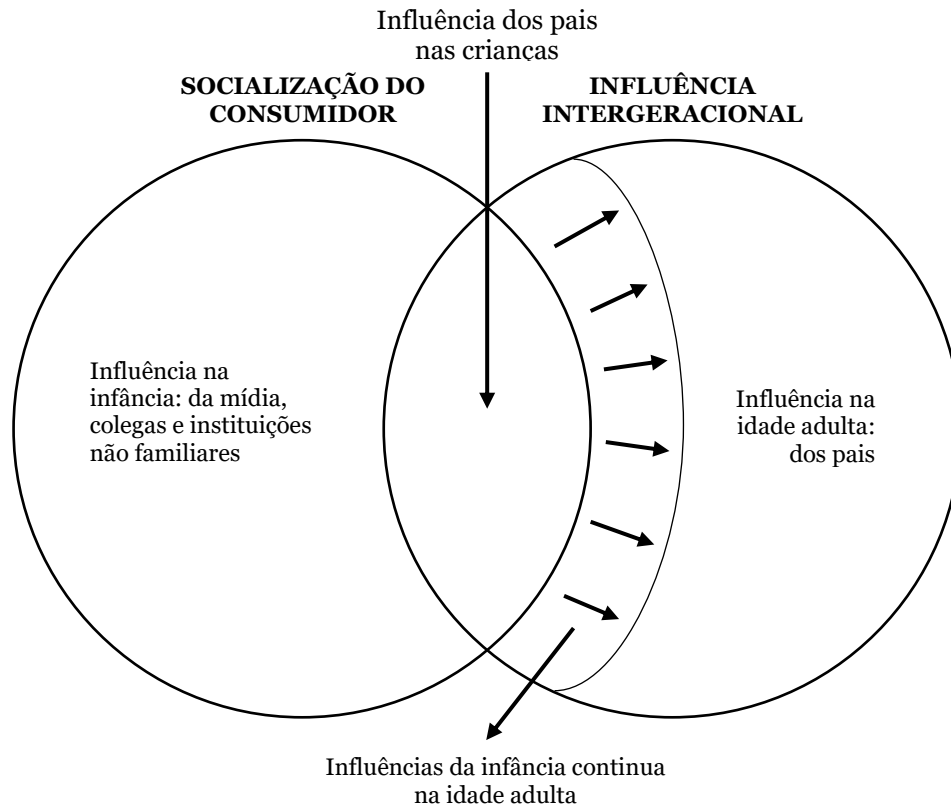 Influência dos pais
nas crianças
SOCIALIZAÇÃO DO
CONSUMIDOR
INFLUÊNCIA
INTERGERACIONAL
Influência na
infância: da mídia,
colegas e instituições
não familiares
Influência na
idade adulta:
dos pais
Influências da infância continua
na idade adulta